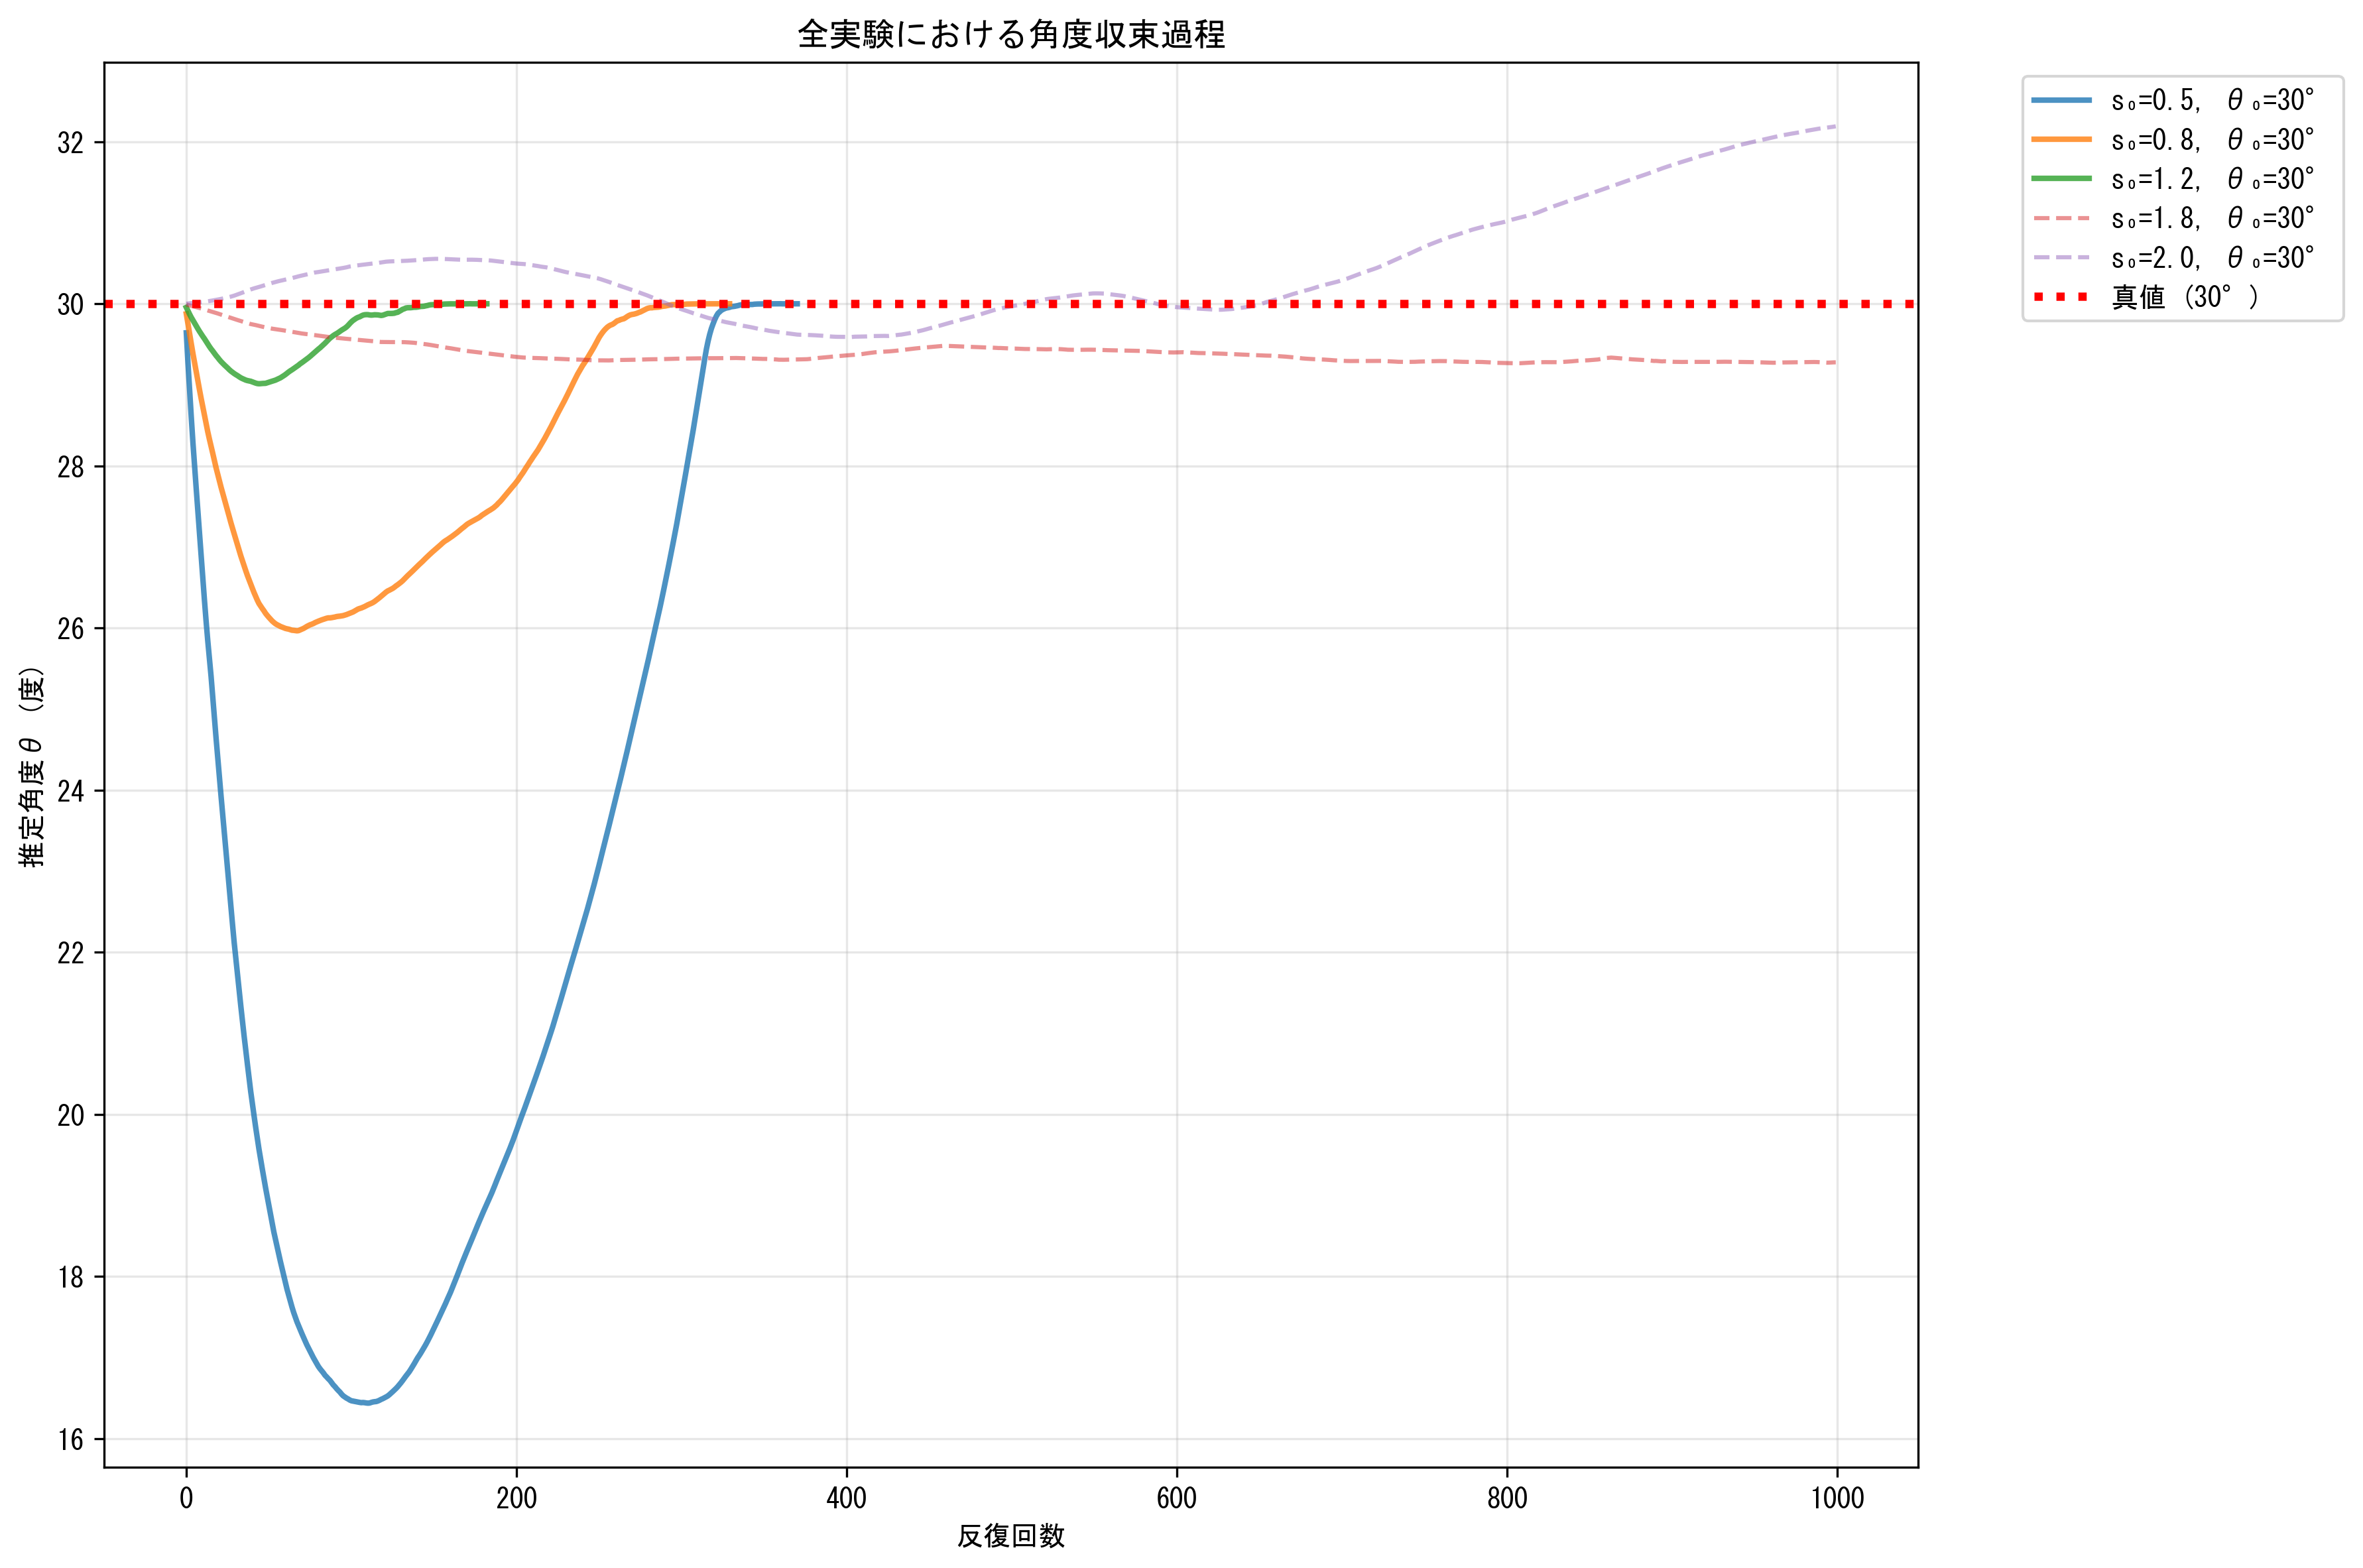 全実験における角度収束過程
推定角度θ (度)
32
30
28
26
24
22
20
18
16
0 200 400 600 800 1000
反復回数
s₀=0.5, θ₀=30°
s₀=0.8, θ₀=30°
s₀=1.2, θ₀=30°
s₀=1.8, θ₀=30°
s₀=2.0, θ₀=30°
真値 (30°)